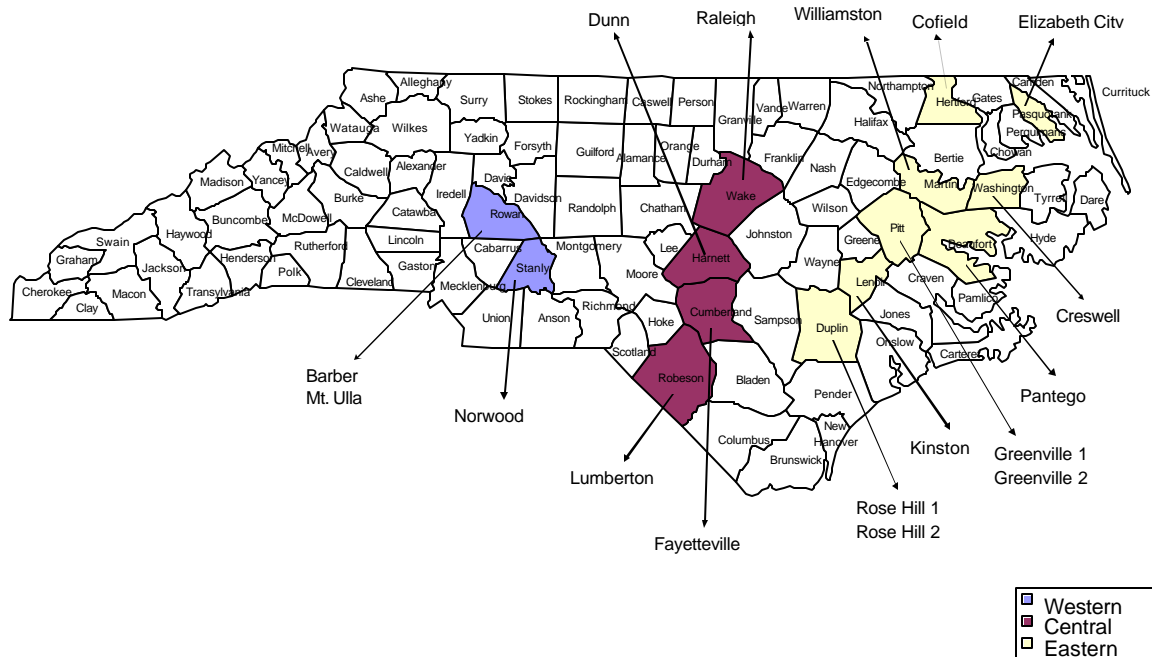 Dunn
Raleigh
Williamston
Cofield
Elizabeth City
Alleghany
Ashe
Surry
Stokes
Rockingham
Caswell
Person
Granville
Vance
Warren
Northampton
Hertford
Gates
Camden
Currituck
Pasquotank
Perquimans
Chowan
Halifax
Watauga
Wilkes
Yadkin
Forsyth
Guilford
Alamance
Orange
Durham
Franklin
Nash
Bertie
Mitchell
Avery
Caldwell
Alexander
Iredell
Davie
Davidson
Edgecombe
Martin
Washington
Tyrrel
Dare
Madison
Yancey
Burke
Catawba
Rowan
Randolph
Chatham
Wake
Wilson
Buncombe
McDowell
Haywood
Swain
Graham
Jackson
Henderson
Rutherford
Lincoln
Cabarrus
Montgomery
Lee
Johnston
Greene
Pitt
Beaufort
Hyde
Polk
Cleveland
Gaston
Stanly
Moore
Harnett
Wayne
Lenoir
Craven
Cherokee
Macon
Clay
Transylvania
Mecklenburg
Union
Anson
Richmond
Hoke
Cumberland
Sampson
Duplin
Jones
Pamlico
Onslow
Carteret
Scotland
Robeson
Bladen
Pender
Columbus
New
Hanover
Brunswick
Creswell
Barber
Mt. Ulla
Norwood
Pantego
Kinston
Greenville 1
Greenville 2
Lumberton
Rose Hill 1
Rose Hill 2
Fayetteville
Western
Central
Eastern